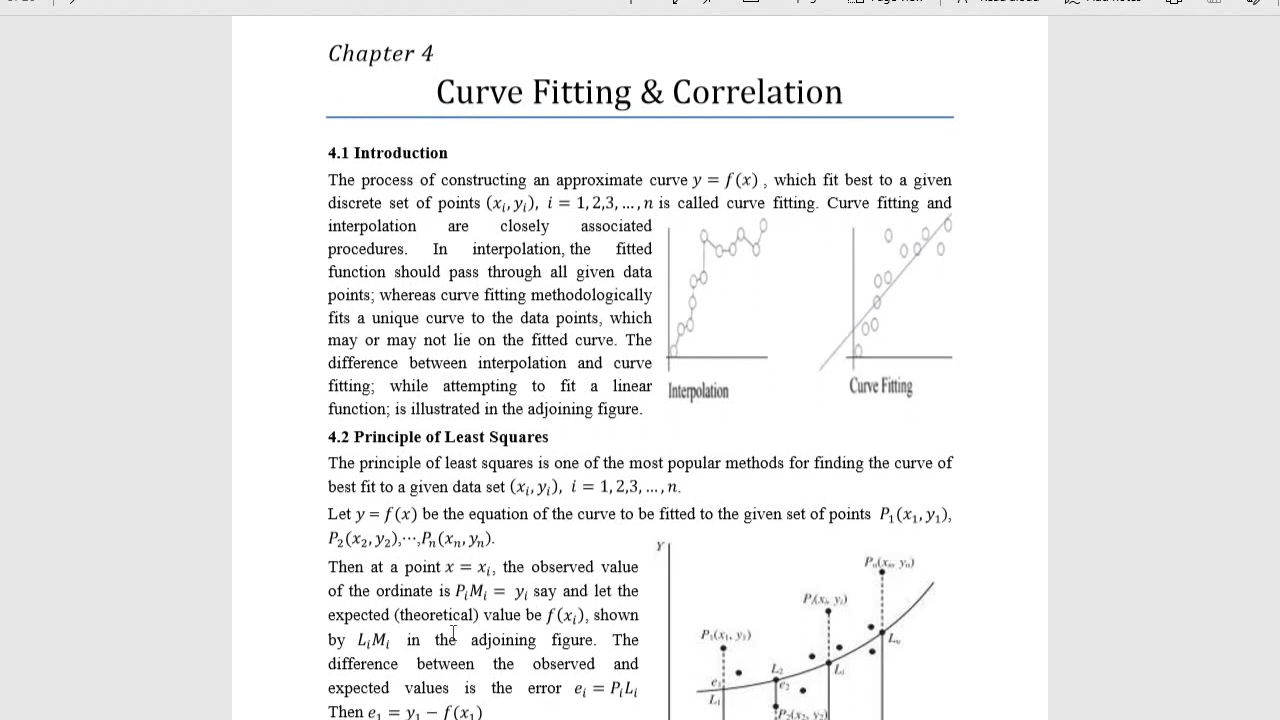 Chapter 4
Curve Fitting & Correlation
4.1 Introduction
The process of constructing an approximate curve y = f(x) , which fit best to a given
discrete set of points (xᵢ, yᵢ), i = 1,2,3, …, n is called curve fitting. Curve fitting and
interpolation are closely associated
procedures. In interpolation, the fitted
function should pass through all given data
points; whereas curve fitting methodologically
fits a unique curve to the data points, which
may or may not lie on the fitted curve. The
difference between interpolation and curve
fitting; while attempting to fit a linear
function; is illustrated in the adjoining figure.
Interpolation
Curve Fitting
4.2 Principle of Least Squares
The principle of least squares is one of the most popular methods for finding the curve of
best fit to a given data set (xᵢ, yᵢ), i = 1,2,3, …, n.
Let y = f(x) be the equation of the curve to be fitted to the given set of points P₁(x₁, y₁),
P₂(x₂, y₂),⋯,Pₙ(xₙ, yₙ).
Then at a point x = xᵢ, the observed value
of the ordinate is PᵢMᵢ = yᵢ say and let the
expected (theoretical) value be f(xᵢ), shown
by LᵢMᵢ in the adjoining figure. The
difference between the observed and
expected values is the error eᵢ = PᵢLᵢ
Then e₁ = y₁ − f(x₁)
Y
Pₙ(xₙ, yₙ)
Pᵢ(xᵢ, yᵢ)
P₁(x₁, y₁)
Lₙ
L₂
Lᵢ
e₁
e₂
L₁
P₂(x₂, y₂)